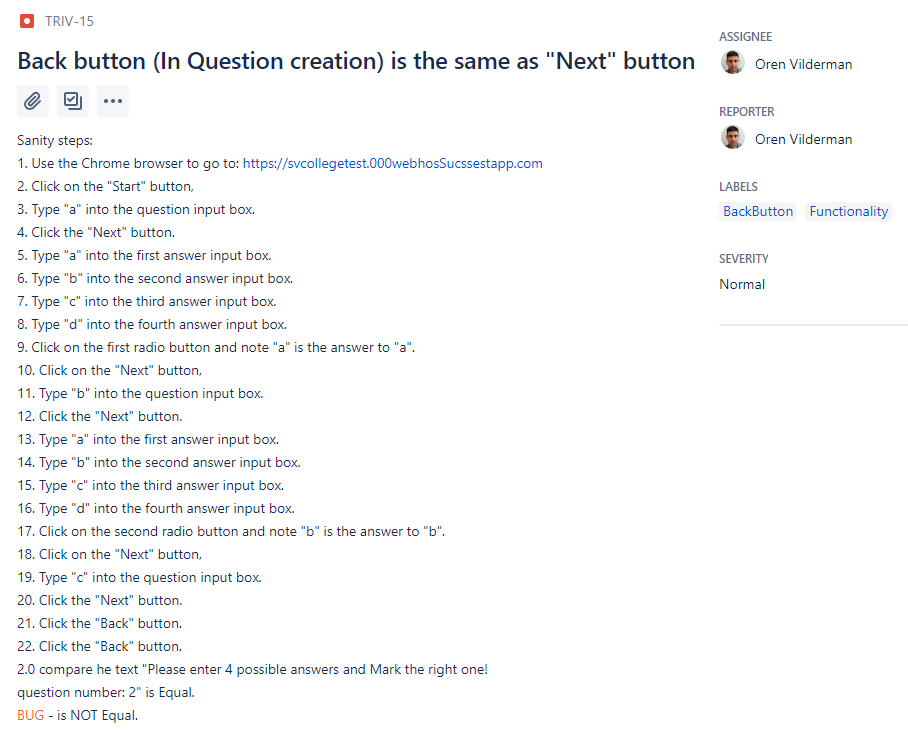 TRIV-15
Back button (In Question creation) is the same as "Next" button
Sanity steps:
1. Use the Chrome browser to go to: https://svcollegetest.000webhosSucssestapp.com
2. Click on the "Start" button,
3. Type "a" into the question input box.
4. Click the "Next" button.
5. Type "a" into the first answer input box.
6. Type "b" into the second answer input box.
7. Type "c" into the third answer input box.
8. Type "d" into the fourth answer input box.
9. Click on the first radio button and note "a" is the answer to "a".
10. Click on the "Next" button,
11. Type "b" into the question input box.
12. Click the "Next" button.
13. Type "a" into the first answer input box.
14. Type "b" into the second answer input box.
15. Type "c" into the third answer input box.
16. Type "d" into the fourth answer input box.
17. Click on the second radio button and note "b" is the answer to "b".
18. Click on the "Next" button,
19. Type "c" into the question input box.
20. Click the "Next" button.
21. Click the "Back" button.
22. Click the "Back" button.
2.0 compare he text "Please enter 4 possible answers and Mark the right one!
question number: 2" is Equal.
BUG - is NOT Equal.
ASSIGNEE
Oren Vilderman
REPORTER
Oren Vilderman
LABELS
BackButton Functionality
SEVERITY
Normal